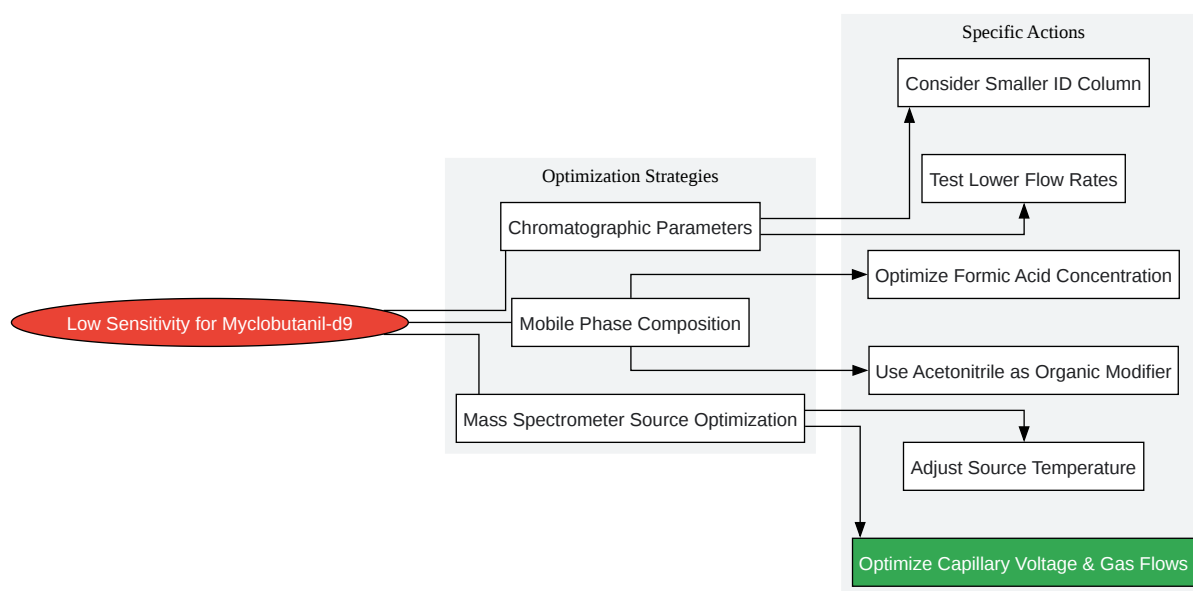 Low Sensitivity for Myclobutanil-d9
Optimization Strategies
Chromatographic Parameters
Mobile Phase Composition
Mass Spectrometer Source Optimization
Specific Actions
Consider Smaller ID Column
Test Lower Flow Rates
Optimize Formic Acid Concentration
Use Acetonitrile as Organic Modifier
Adjust Source Temperature
Optimize Capillary Voltage & Gas Flows